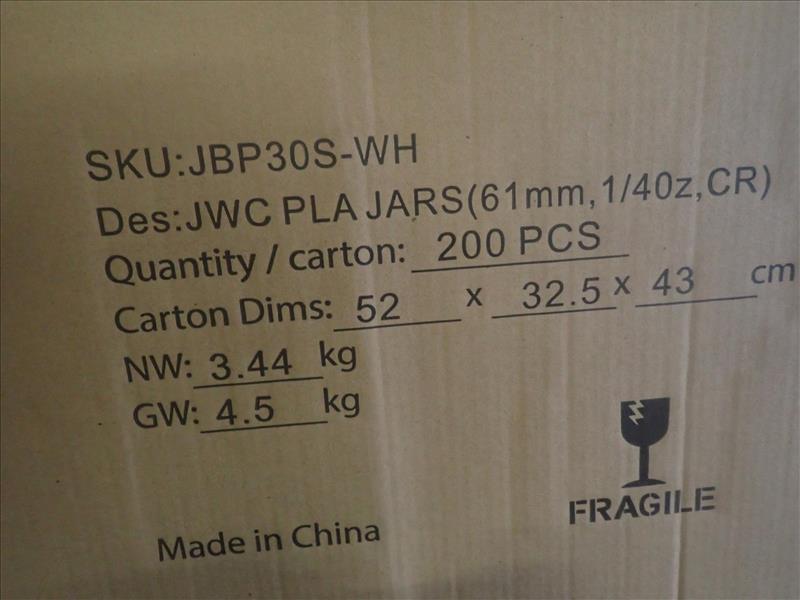 SKU:JBP30S-WH
Des:JWC PLA JARS(61mm,1/40z,CR)
Quantity / carton: 200 PCS
Carton Dims: 52 x 32.5 x 43 cm
NW: 3.44 kg
GW: 4.5 kg
FRAGILE
Made in China